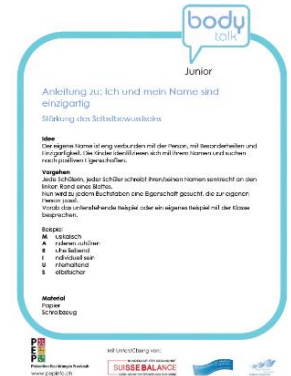 body
talk
Junior
Anleitung zu: Ich und mein Name sind
einzigartig
Stärkung des Selbstbewusstseins
Idee
Der eigene Name ist eng verbunden mit der Person, mit Besonderheiten und
Einzigartigkeit. Die Kinder identifizieren sich mit ihrem Namen und suchen
nach positiven Eigenschaften.
Vorgehen
Jede Schülerin, jeder Schüler schreibt ihren/seinen Namen senkrecht an den
linken Rand eines Blattes.
Nun wird zu jedem Buchstaben eine Eigenschaft gesucht, die zur eigenen
Person passt.
Vorab das untenstehende Beispiel oder ein eigenes Beispiel mit der Klasse
besprechen.
Beispiel
M usikalisch
A nderen zuhören
R uhe liebend
I ndividuell sein
U nterhaltend
S elbstsicher
Material
Papier
Schreibzeug
PEP
www.pepinfo.ch
Mit Unterstützung von:
SUISSE BALANCE